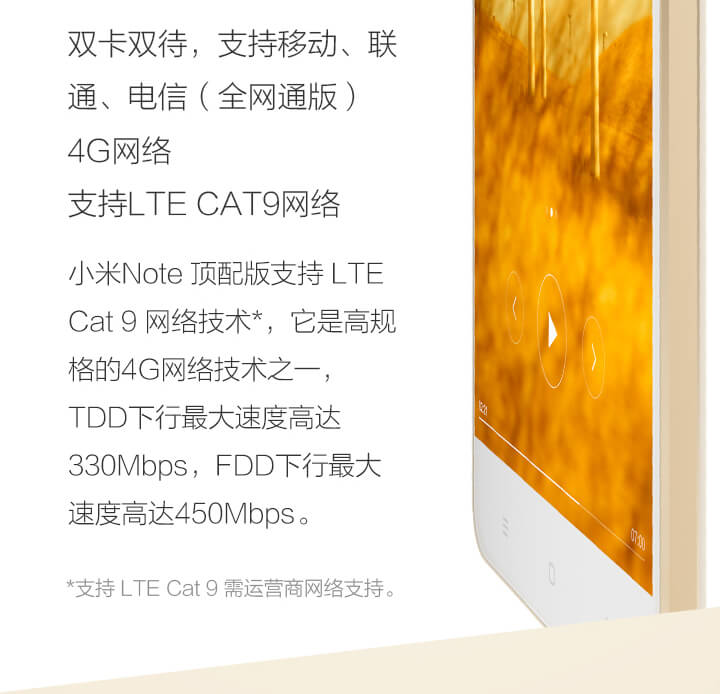 双卡双待，支持移动、联
通、电信（全网通版）
4G网络
支持LTE CAT9网络
小米Note 顶配版支持 LTE
Cat 9 网络技术*，它是高规
格的4G网络技术之一，
TDD下行最大速度高达
330Mbps，FDD下行最大
速度高达450Mbps。
*支持 LTE Cat 9 需运营商网络支持。
02:01
07:00